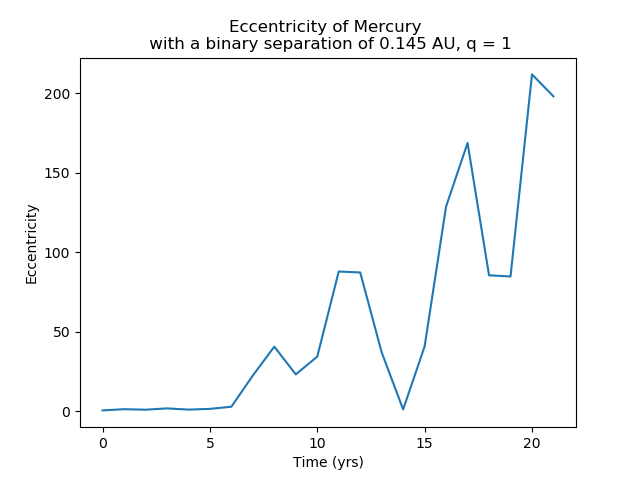 Eccentricity of Mercury
with a binary separation of 0.145 AU, q = 1
200
150
100
50
0
Eccentricity
0 5 10 15 20
Time (yrs)